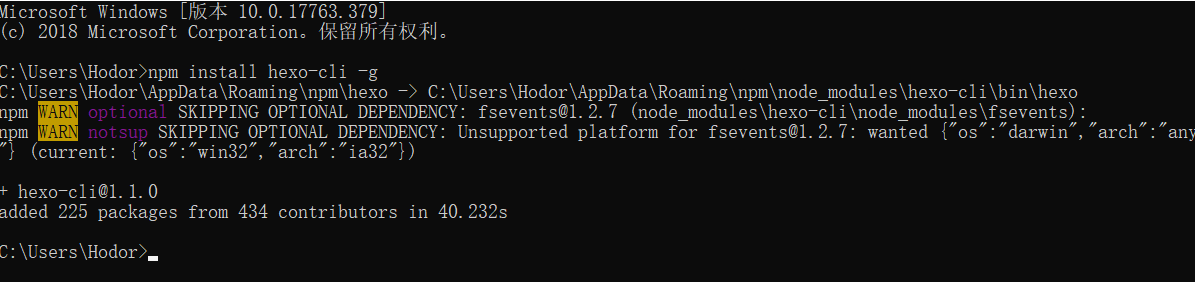 Microsoft Windows [版本 10.0.17763.379]
(c) 2018 Microsoft Corporation。保留所有权利。
C:\Users\Hodor>npm install hexo-cli -g
C:\Users\Hodor\AppData\Roaming\npm\hexo -> C:\Users\Hodor\AppData\Roaming\npm\node_modules\hexo-cli\bin\hexo
npm WARN optional SKIPPING OPTIONAL DEPENDENCY: fsevents@1.2.7 (node_modules\hexo-cli\node_modules\fsevents):
npm WARN notsup SKIPPING OPTIONAL DEPENDENCY: Unsupported platform for fsevents@1.2.7: wanted {"os":"darwin","arch":"any
"} (current: {"os":"win32","arch":"ia32"})
+ hexo-cli@1.1.0
added 225 packages from 434 contributors in 40.232s
C:\Users\Hodor>